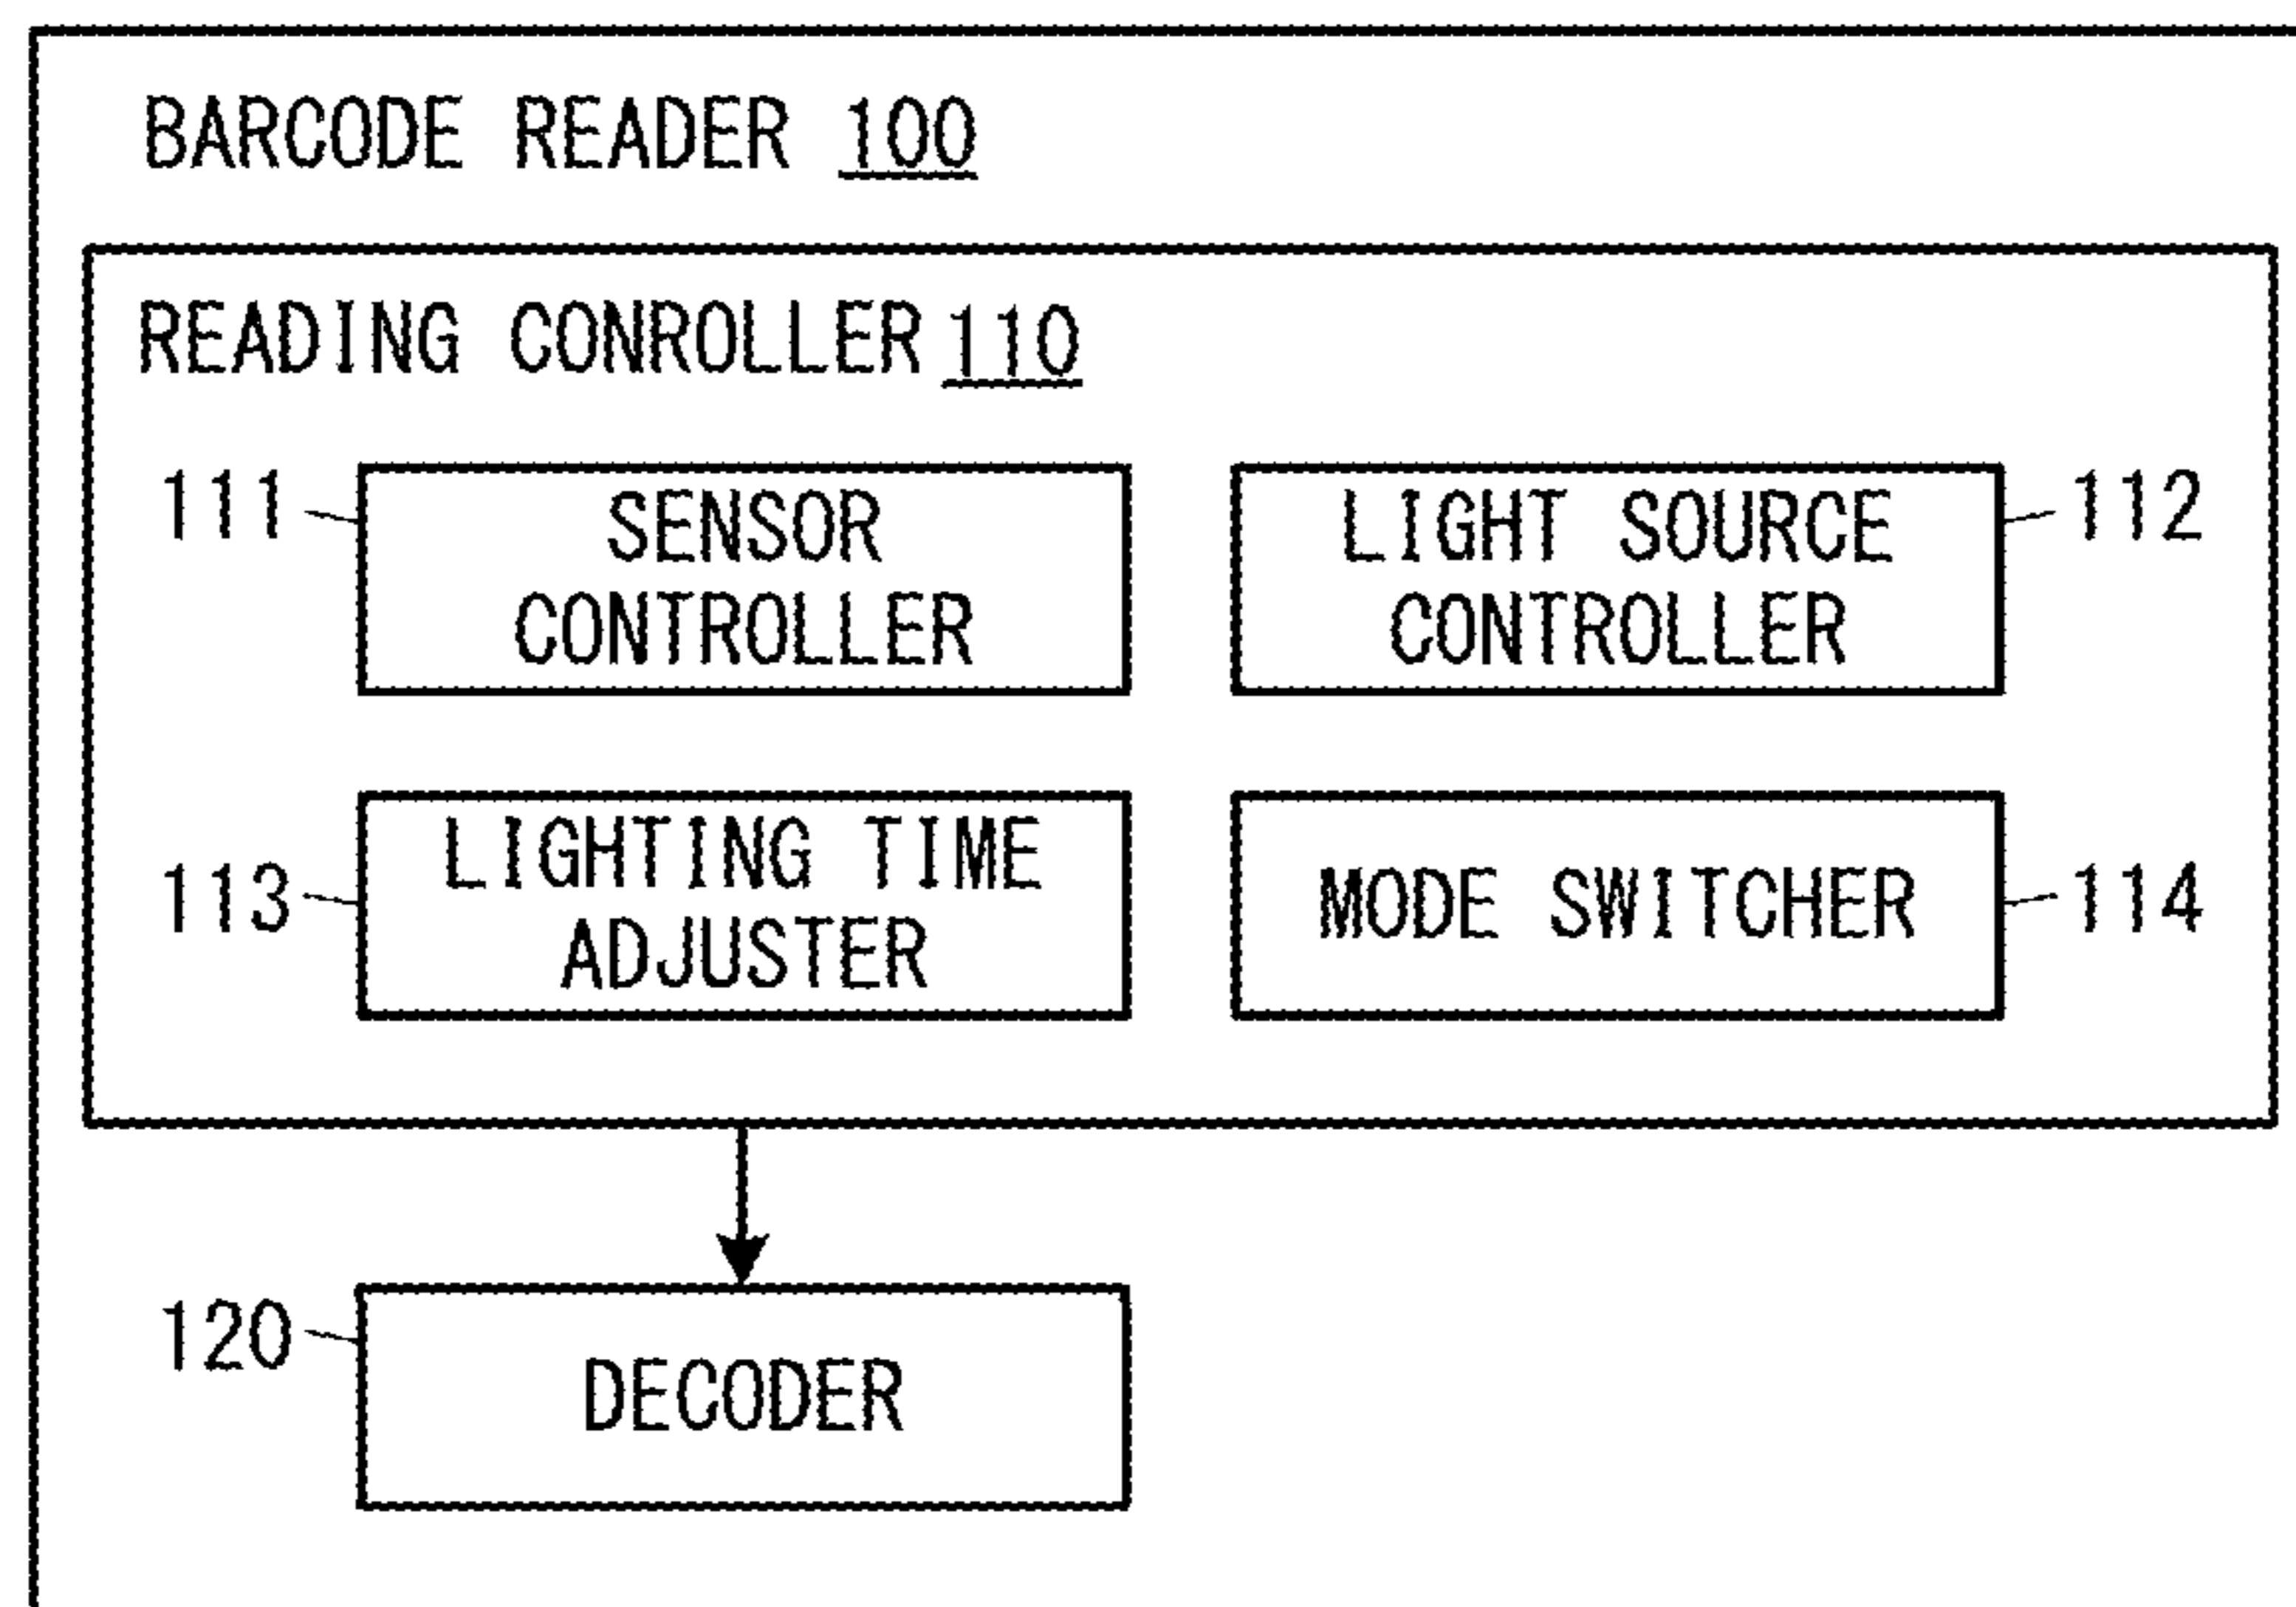 BARCODE READER 100
READING CONROLLER 110
111
SENSOR
CONTROLLER
LIGHT SOURCE
CONTROLLER
112
113
LIGHTING TIME
ADJUSTER
MODE SWITCHER
114
120
DECODER